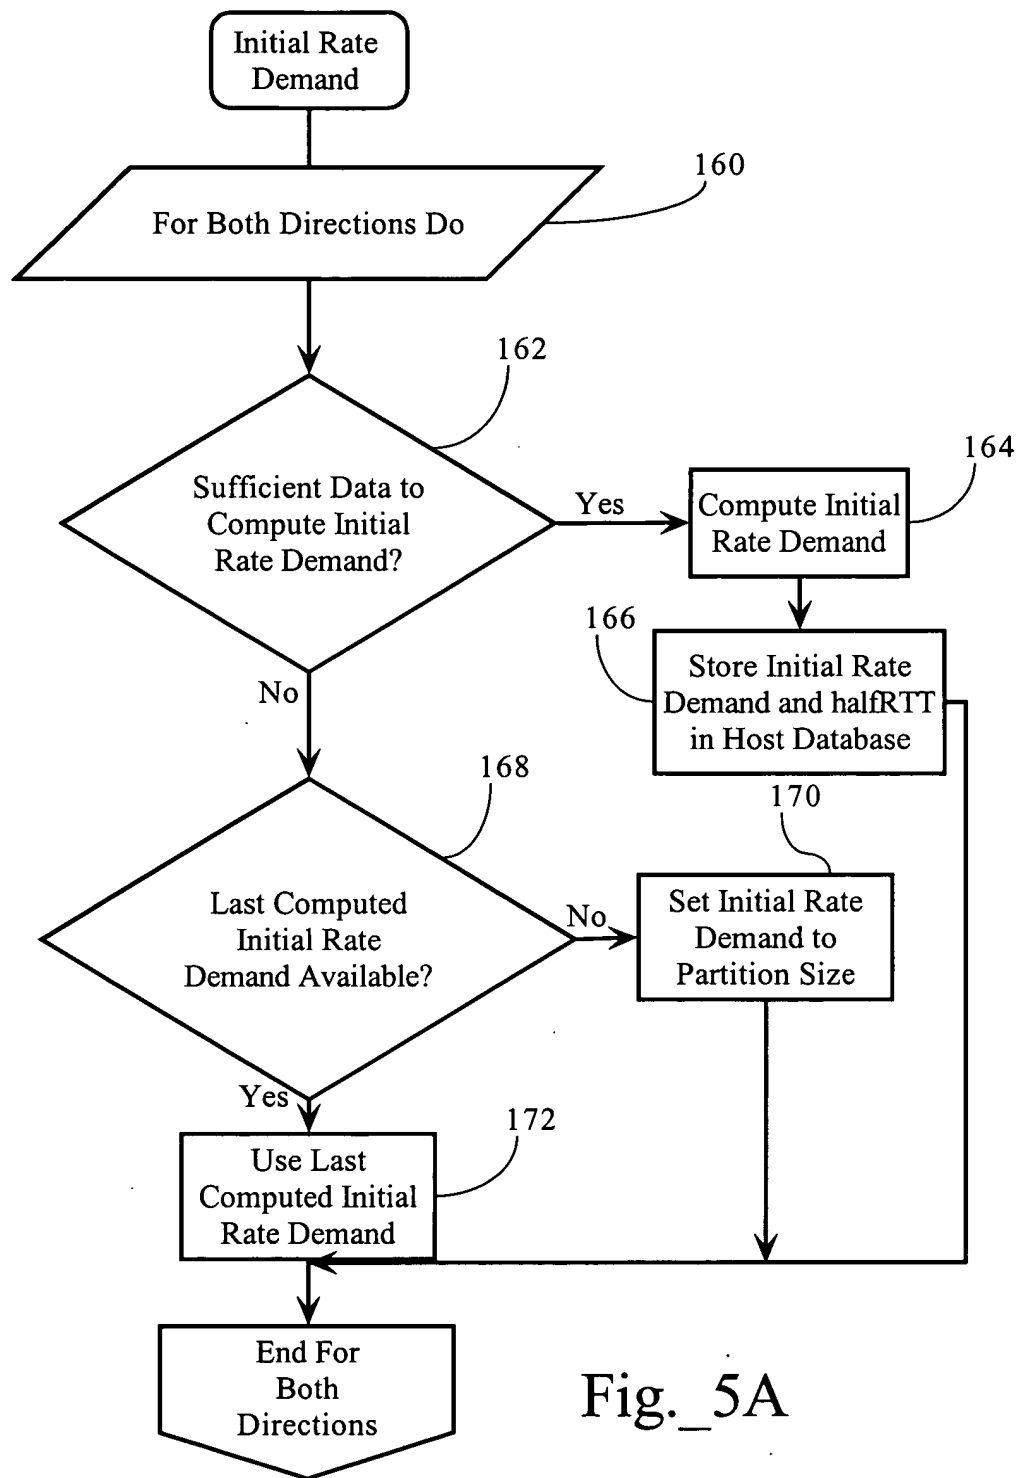 Initial Rate
Demand
160
For Both Directions Do
162
Sufficient Data to
Compute Initial
Rate Demand?
Yes
164
Compute Initial
Rate Demand
166
Store Initial Rate
Demand and halfRTT
in Host Database
No
168
Last Computed
Initial Rate
Demand Available?
No
170
Set Initial Rate
Demand to
Partition Size
Yes
172
Use Last
Computed Initial
Rate Demand
End For
Both
Directions
Fig._5A